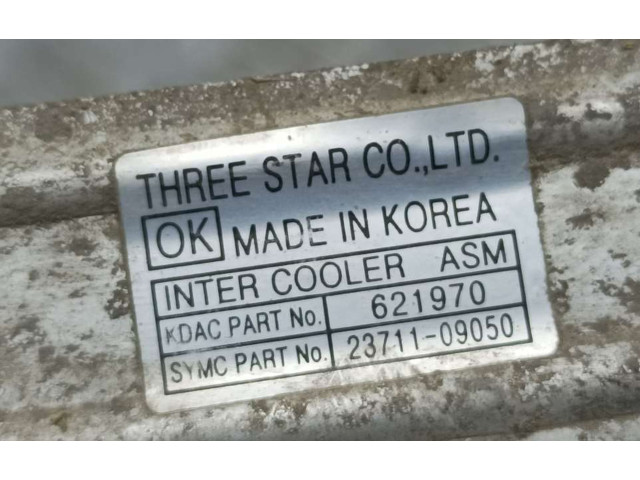 THREE STAR CO.,LTD.
OK MADE IN KOREA
INTER COOLER ASM
KDAC PART No. 621970
SYMC PART No. 23711-09050